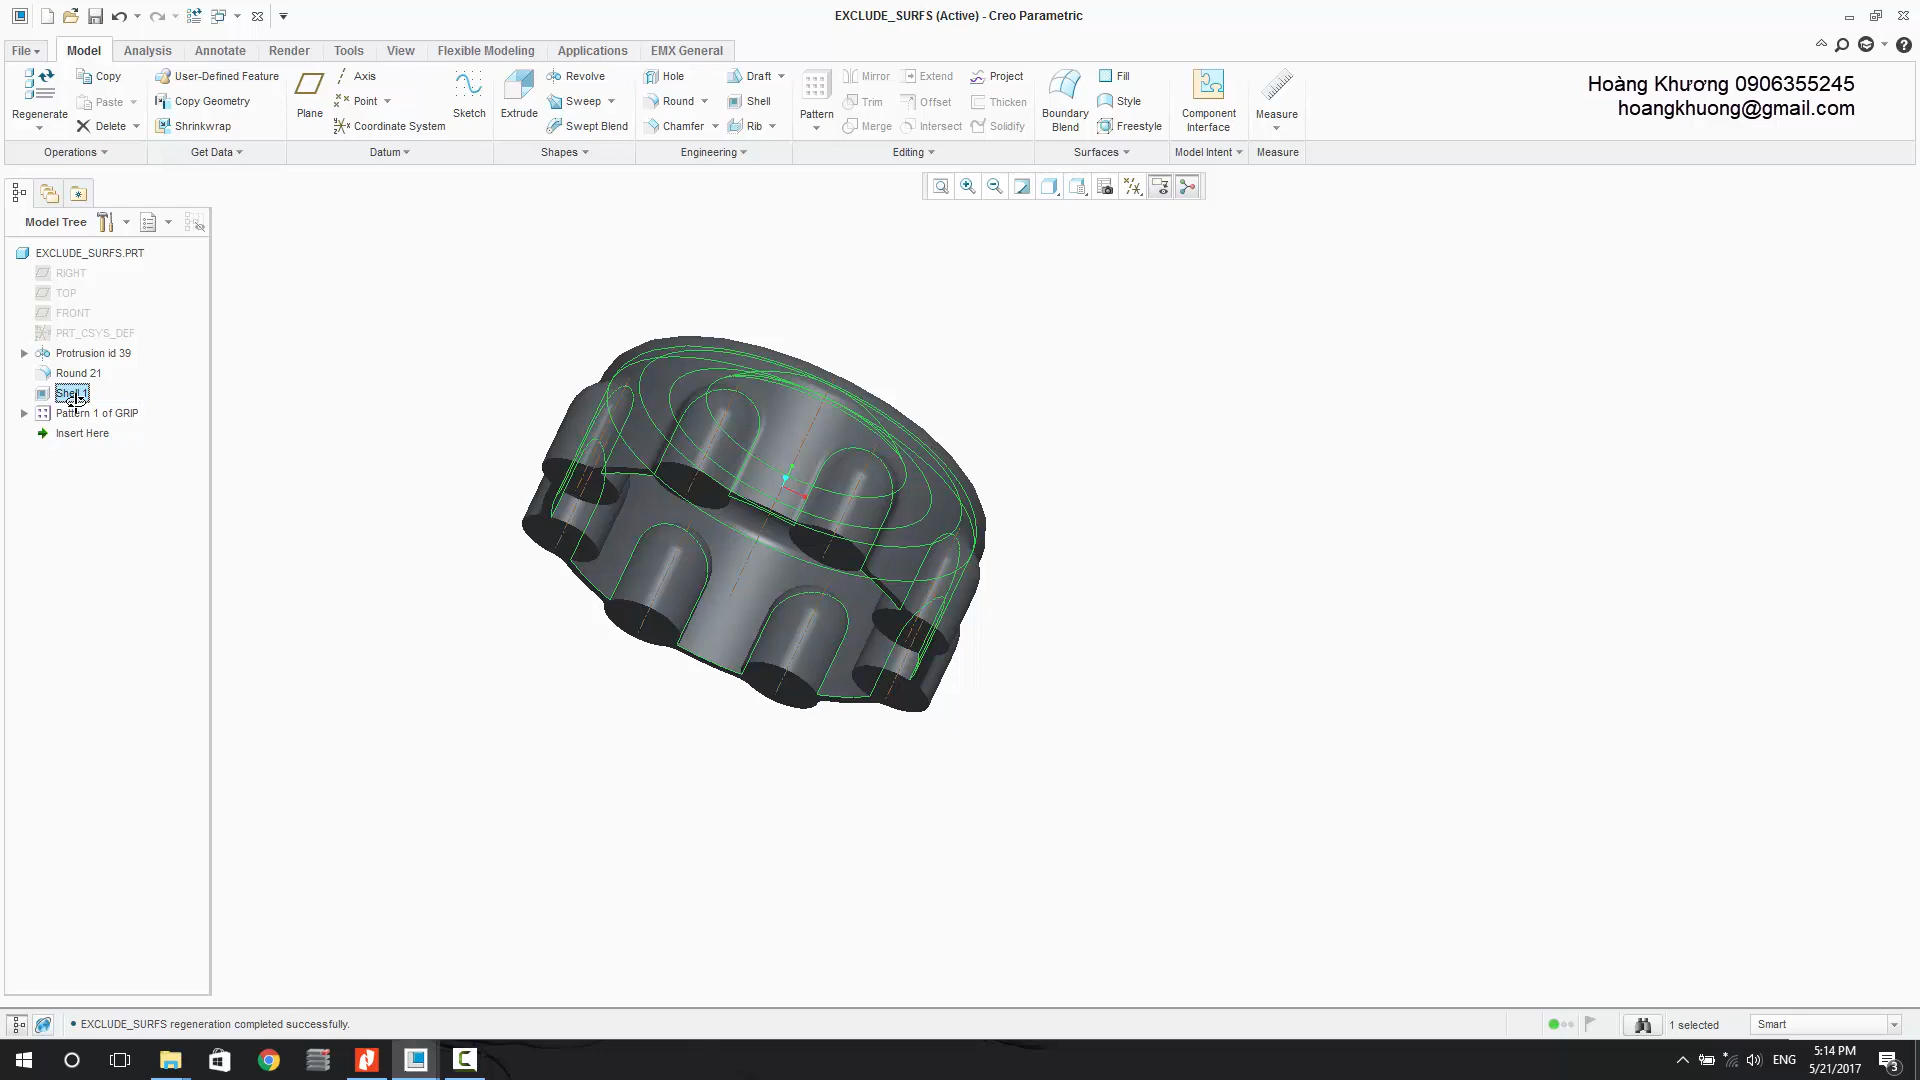 EXCLUDE_SURFS (Active) - Creo Parametric
File
Model
Analysis
Annotate
Render
Tools
View
Flexible Modeling
Applications
EMX General
Regenerate
Copy
Paste
Delete
User-Defined Feature
Copy Geometry
Shrinkwrap
Plane
Axis
Point
Coordinate System
Sketch
Extrude
Revolve
Sweep
Swept Blend
Hole
Round
Chamfer
Draft
Shell
Rib
Pattern
Mirror
Trim
Merge
Extend
Offset
Intersect
Project
Thicken
Solidify
Boundary
Blend
Fill
Style
Freestyle
Component
Interface
Measure
Hoàng Khương 0906355245
hoangkhuong@gmail.com
Operations
Get Data
Datum
Shapes
Engineering
Editing
Surfaces
Model Intent
Measure
Model Tree
EXCLUDE_SURFS.PRT
RIGHT
TOP
FRONT
PRT_CSYS_DEF
Protrusion id 39
Round 21
Shell 1
Pattern 1 of GRIP
Insert Here
EXCLUDE_SURFS regeneration completed successfully.
1 selected
Smart
ENG
5:14 PM
5/21/2017
3